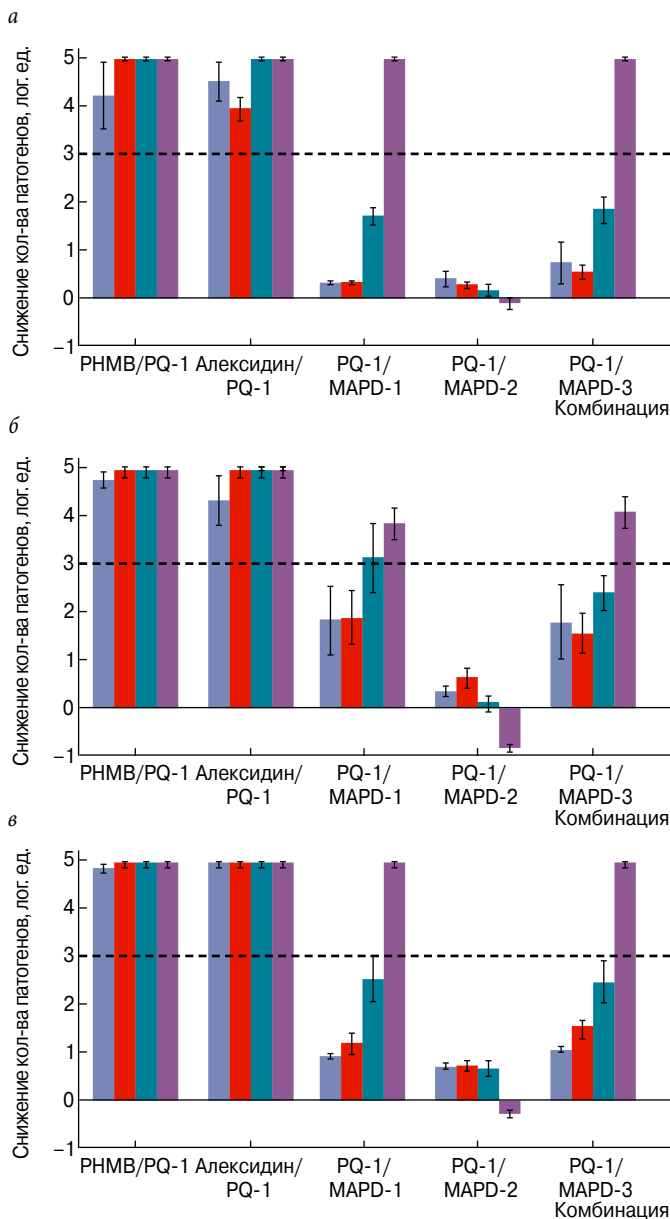 а
Снижение кол-ва патогенов, лог. ед.
5
4
3
2
1
0
−1
PHMB/PQ-1
Алексидин/
PQ-1
PQ-1/
MAPD-1
PQ-1/
MAPD-2
PQ-1/
MAPD-3
Комбинация
б
Снижение кол-ва патогенов, лог. ед.
5
4
3
2
1
0
−1
PHMB/PQ-1
Алексидин/
PQ-1
PQ-1/
MAPD-1
PQ-1/
MAPD-2
PQ-1/
MAPD-3
Комбинация
в
Снижение кол-ва патогенов, лог. ед.
5
4
3
2
1
0
−1
PHMB/PQ-1
Алексидин/
PQ-1
PQ-1/
MAPD-1
PQ-1/
MAPD-2
PQ-1/
MAPD-3
Комбинация